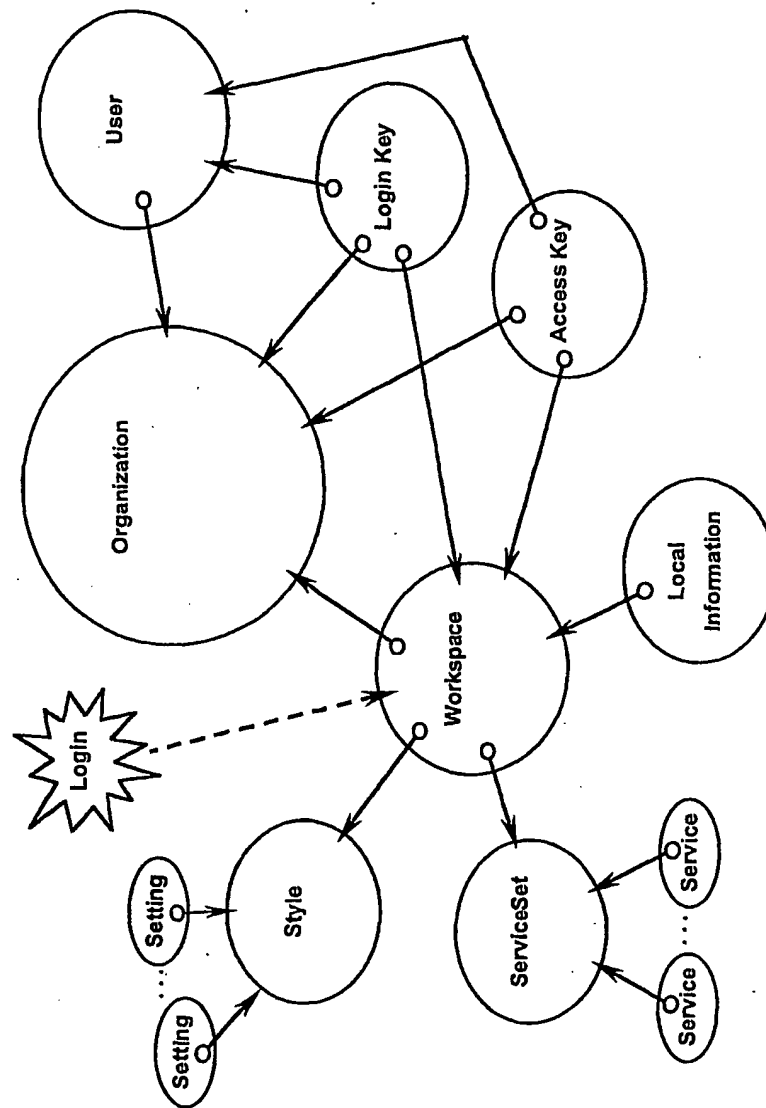 Login
Organization
User
Setting
....
Setting
Style
Login Key
Workspace
ServiceSet
Access Key
Local
Information
Service
....
Service